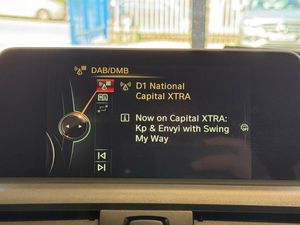 DAB/DMB
D1 National
Capital XTRA
Now on Capital XTRA:
Kp & Envyi with Swing
My Way